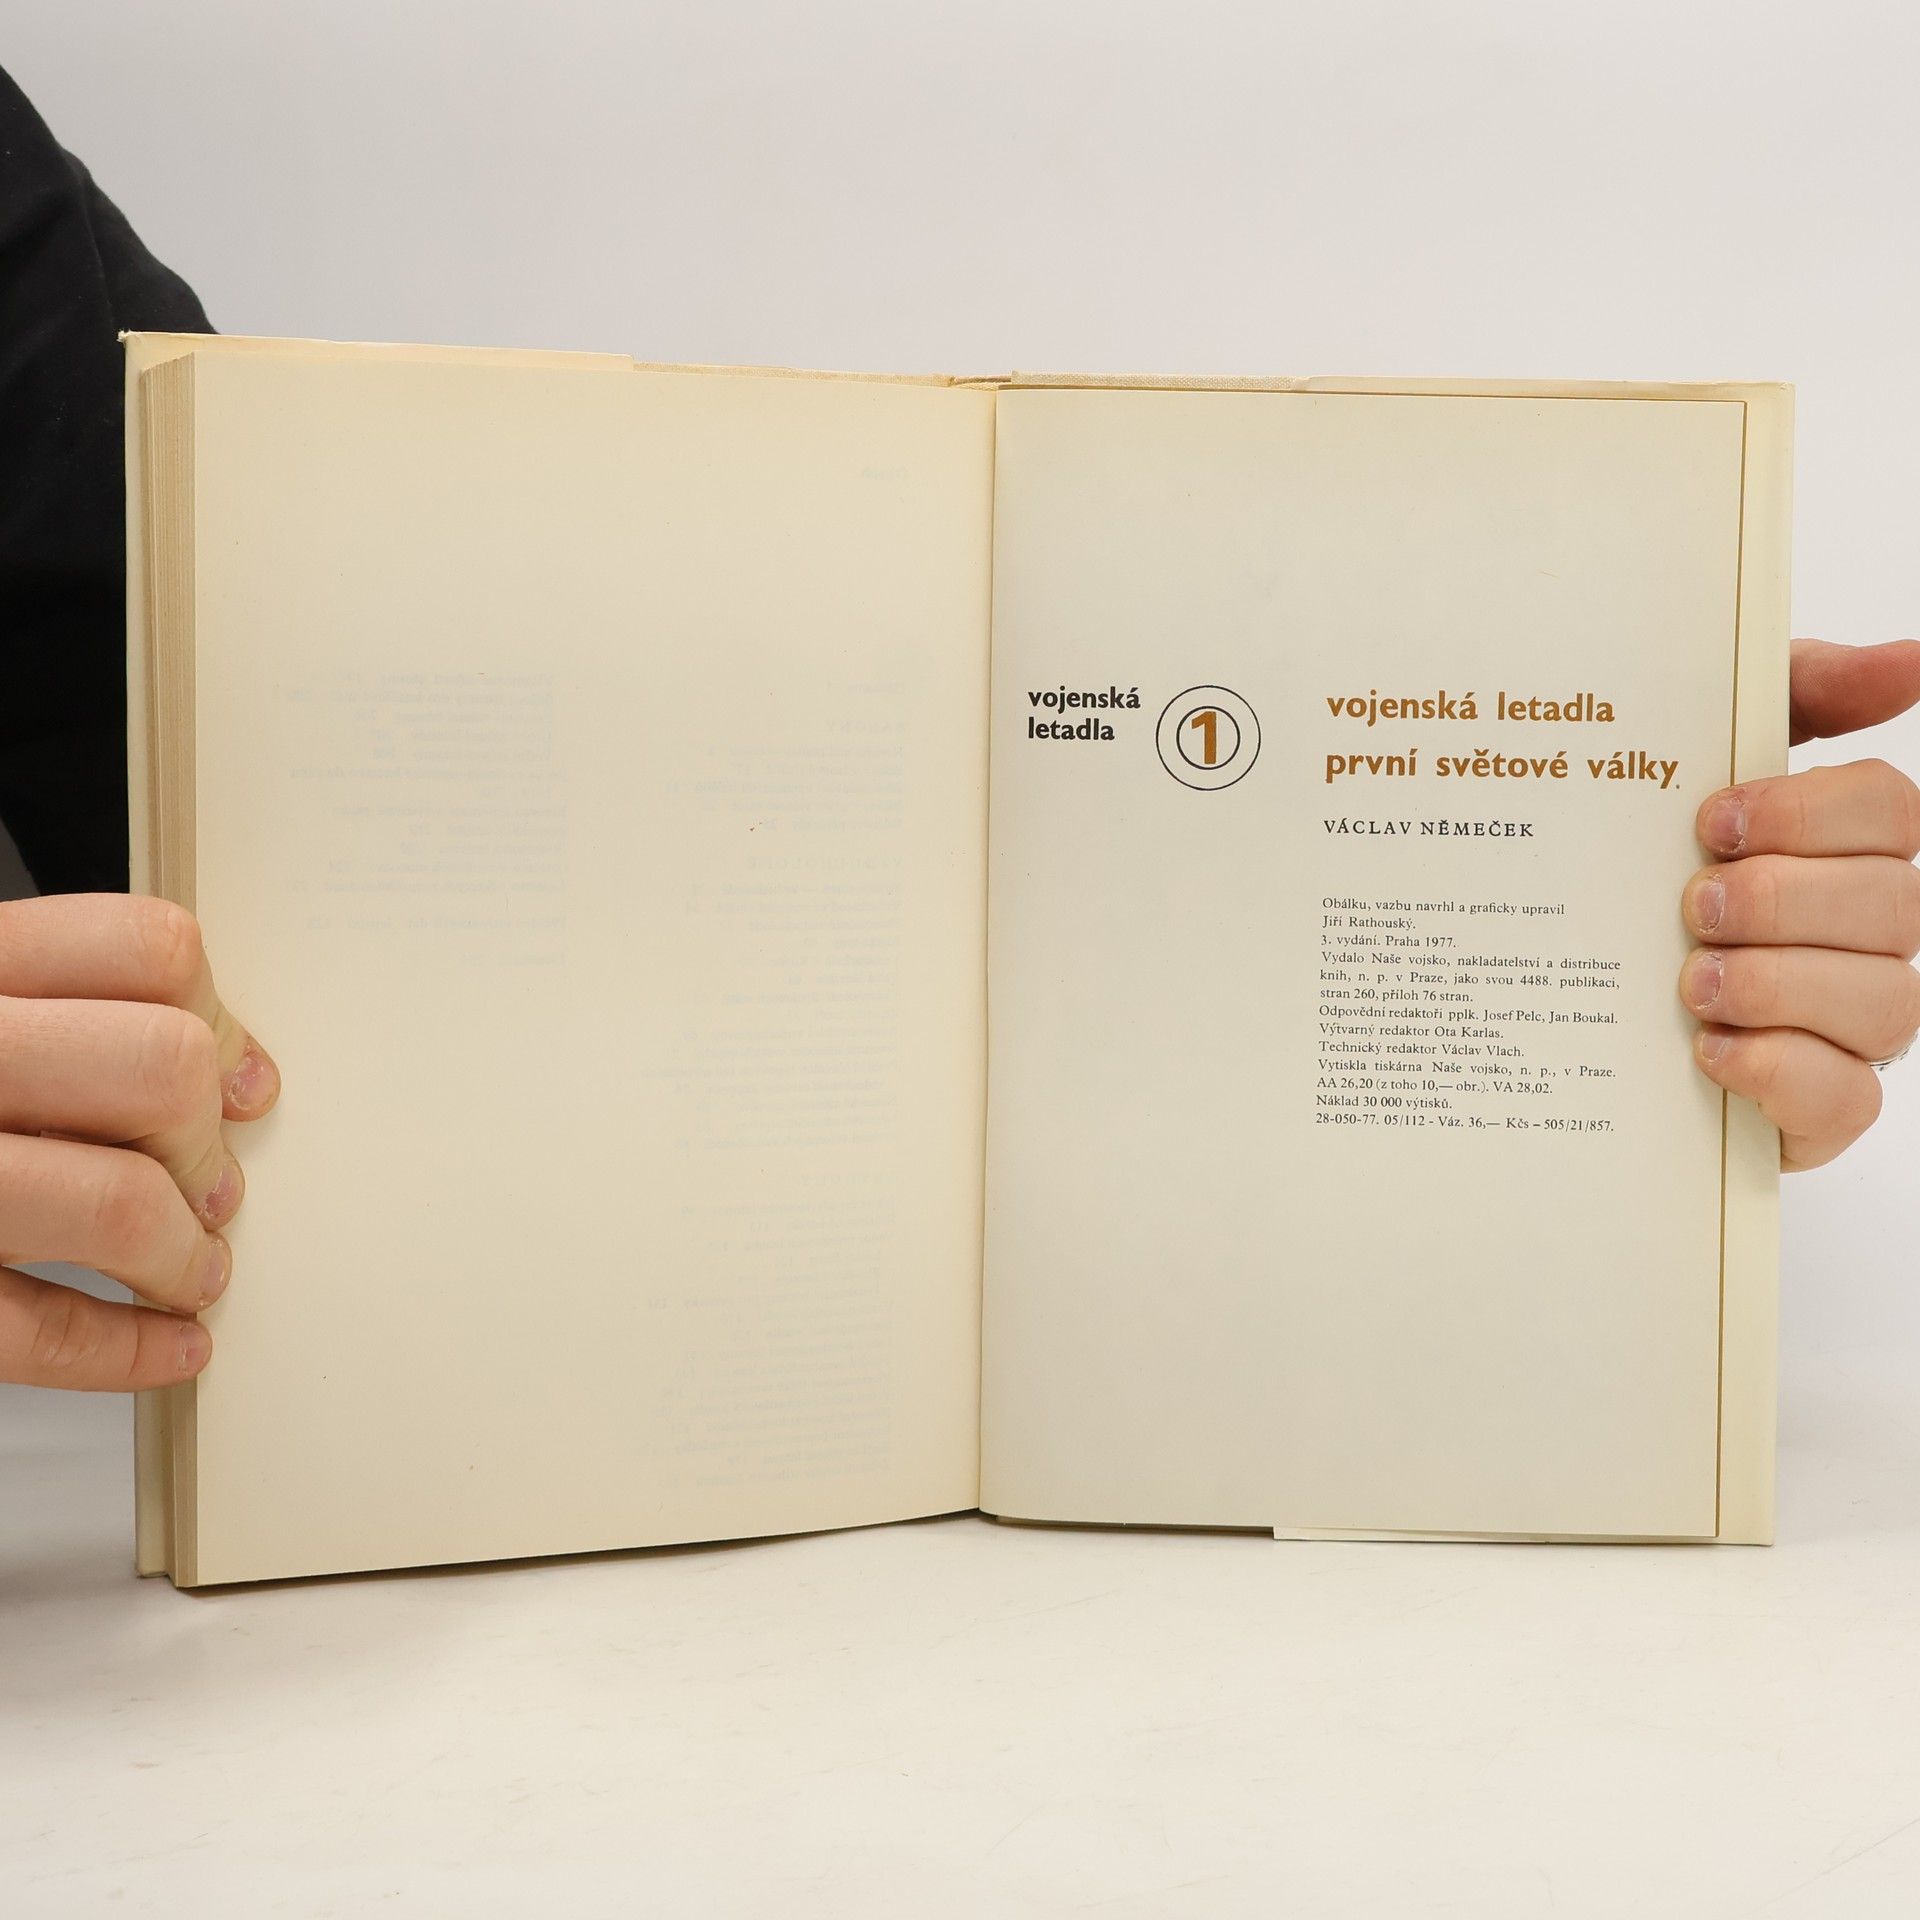 vojenská
letadla
1
vojenská letadla
první světové války
VÁCLAV NĚMEČEK
Obálku, vazbu navrhl a graficky upravil
Jiří Rathouský.
3. vydání. Praha 1977.
Vydalo Naše vojsko, nakladatelství a distribuce
knih, n. p. v Praze, jako svou 4488. publikaci,
stran 260, příloh 76 stran.
Odpovědní redaktoři pplk. Josef Pelc, Jan Boukal.
Výtvarný redaktor Ota Karlas.
Technický redaktor Václav Vlach.
Vytiskla tiskárna Naše vojsko, n. p., v Praze.
AA 26,20 (z toho 10,— obr.). VA 28,02.
Náklad 30 000 výtisků.
28-050-77. 05/112 - Váz. 36,— Kčs – 505/21/857.